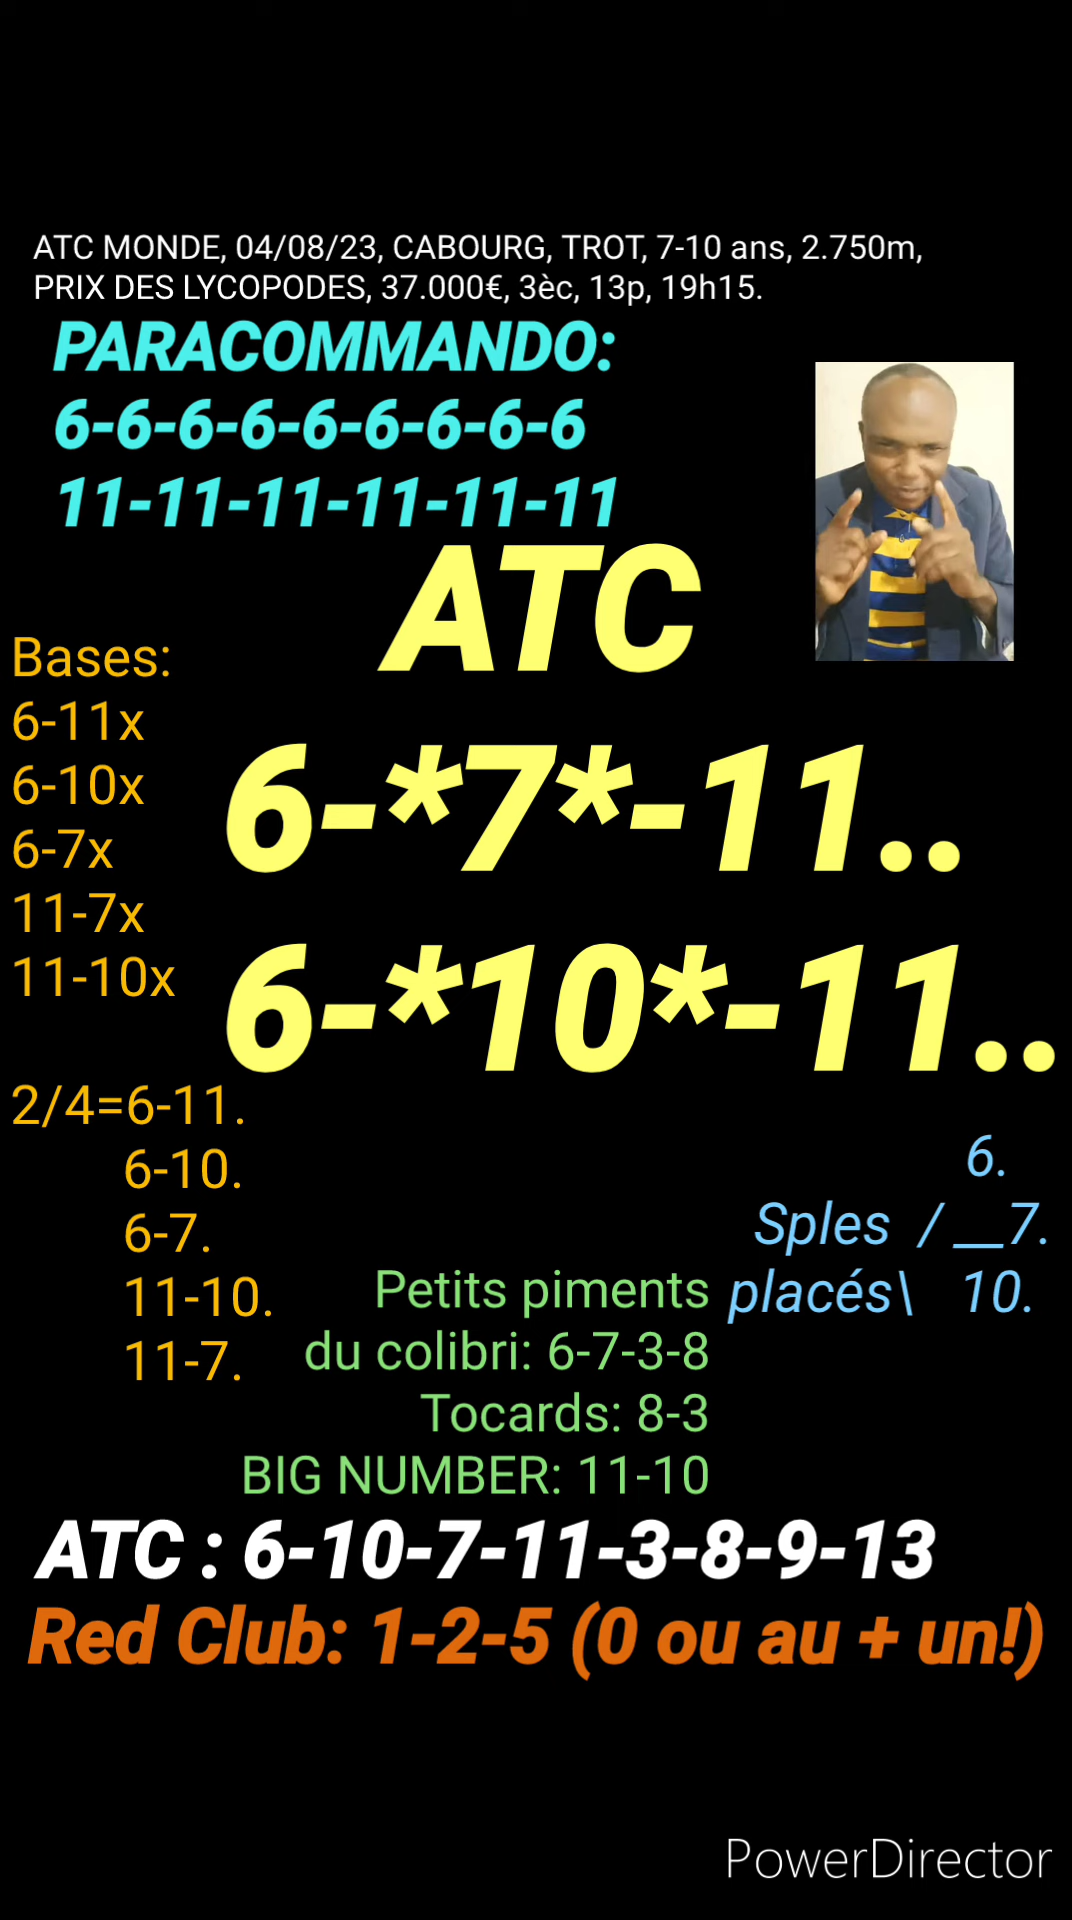 ATC MONDE, 04/08/23, CABOURG, TROT, 7-10 ans, 2.750m,
PRIX DES LYCOPODES, 37.000€, 3èc, 13p, 19h15.
PARACOMMANDO:
6-6-6-6-6-6-6-6-6
11-11-11-11-11-11
ATC
6-*7*-11..
6-*10*-11..
Bases:
6-11x
6-10x
6-7x
11-7x
11-10x
2/4=6-11.
6-10.
6-7.
11-10.
11-7.
6.
Sples / __7.
placés\ 10.
Petits piments
du colibri: 6-7-3-8
Tocards: 8-3
BIG NUMBER: 11-10
ATC : 6-10-7-11-3-8-9-13
Red Club: 1-2-5 (0 ou au + un!)
PowerDirector